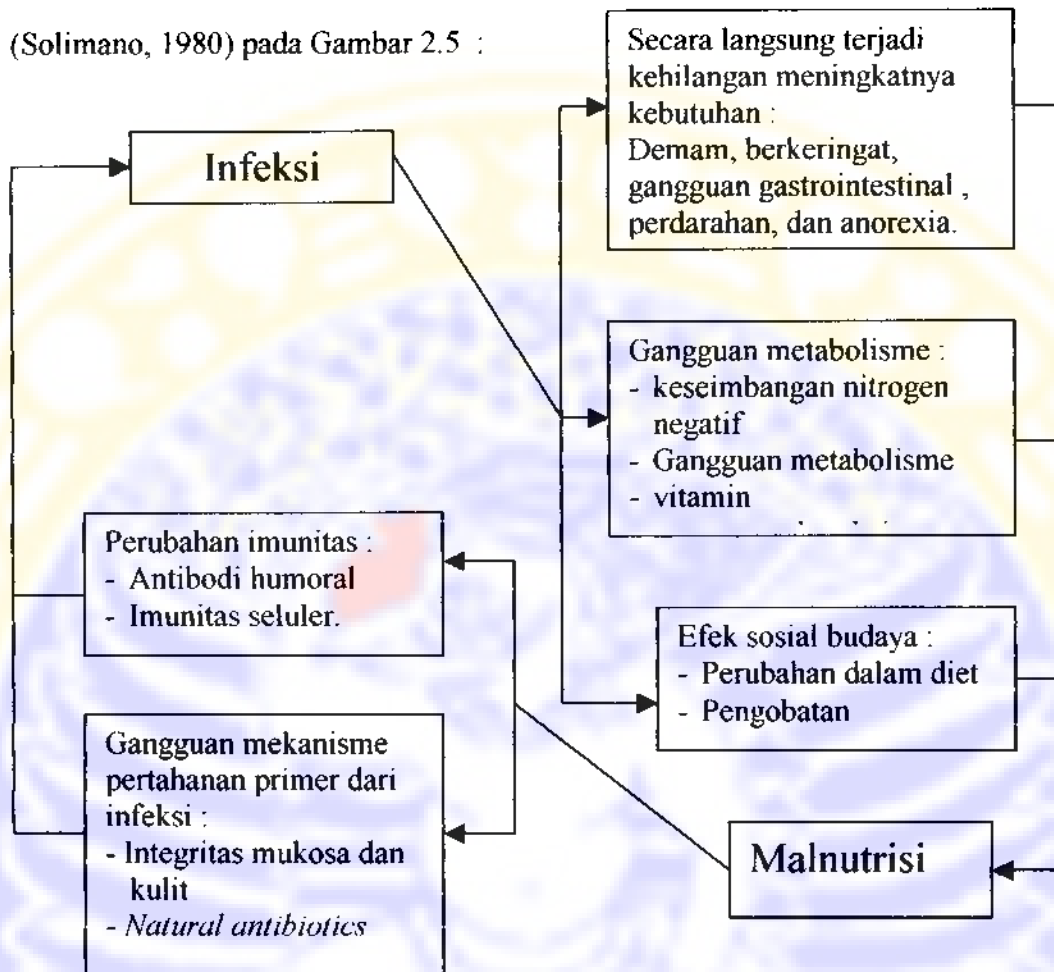 (Solimano, 1980) pada Gambar 2.5 :
Secara langsung terjadi
kehilangan meningkatnya
kebutuhan :
Demam, berkeringat,
gangguan gastrointestinal ,
perdarahan, dan anorexia.
Infeksi
Gangguan metabolisme :
- keseimbangan nitrogen
negatif
- Gangguan metabolisme
- vitamin
Perubahan imunitas :
- Antibodi humoral
- Imunitas seluler.
Efek sosial budaya :
- Perubahan dalam diet
- Pengobatan
Gangguan mekanisme
pertahanan primer dari
infeksi :
- Integritas mukosa dan
kulit
- Natural antibiotics
Malnutrisi